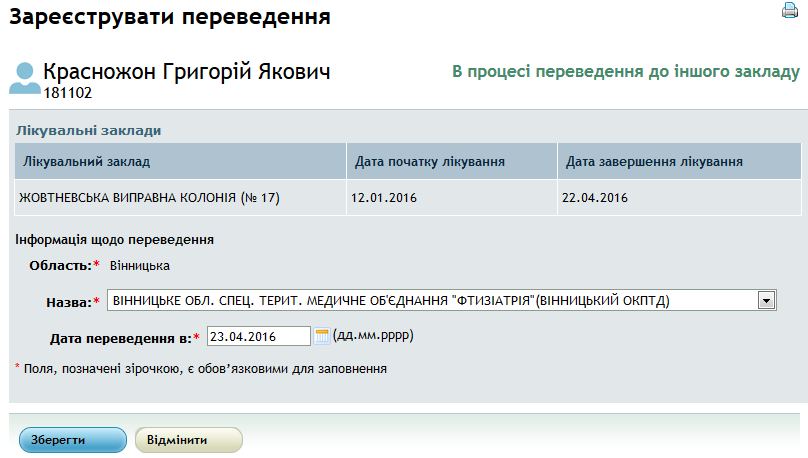 Зареєструвати переведення
Красножон Григорій Якович
181102
В процесі переведення до іншого закладу
Лікувальні заклади
Лікувальний заклад Дата початку лікування Дата завершення лікування
ЖОВТНЕВСЬКА ВИПРАВНА КОЛОНІЯ (№ 17) 12.01.2016 22.04.2016
Інформація щодо переведення
Область:* Вінницька
Назва:* ВІННИЦЬКЕ ОБЛ. СПЕЦ. ТЕРИТ. МЕДИЧНЕ ОБ'ЄДНАННЯ "ФТИЗІАТРІЯ"(ВІННИЦЬКИЙ ОКПТД)
Дата переведення в:* 23.04.2016 (дд.мм.рррр)
* Поля, позначені зірочкою, є обов’язковими для заповнення
Зберегти Відмінити